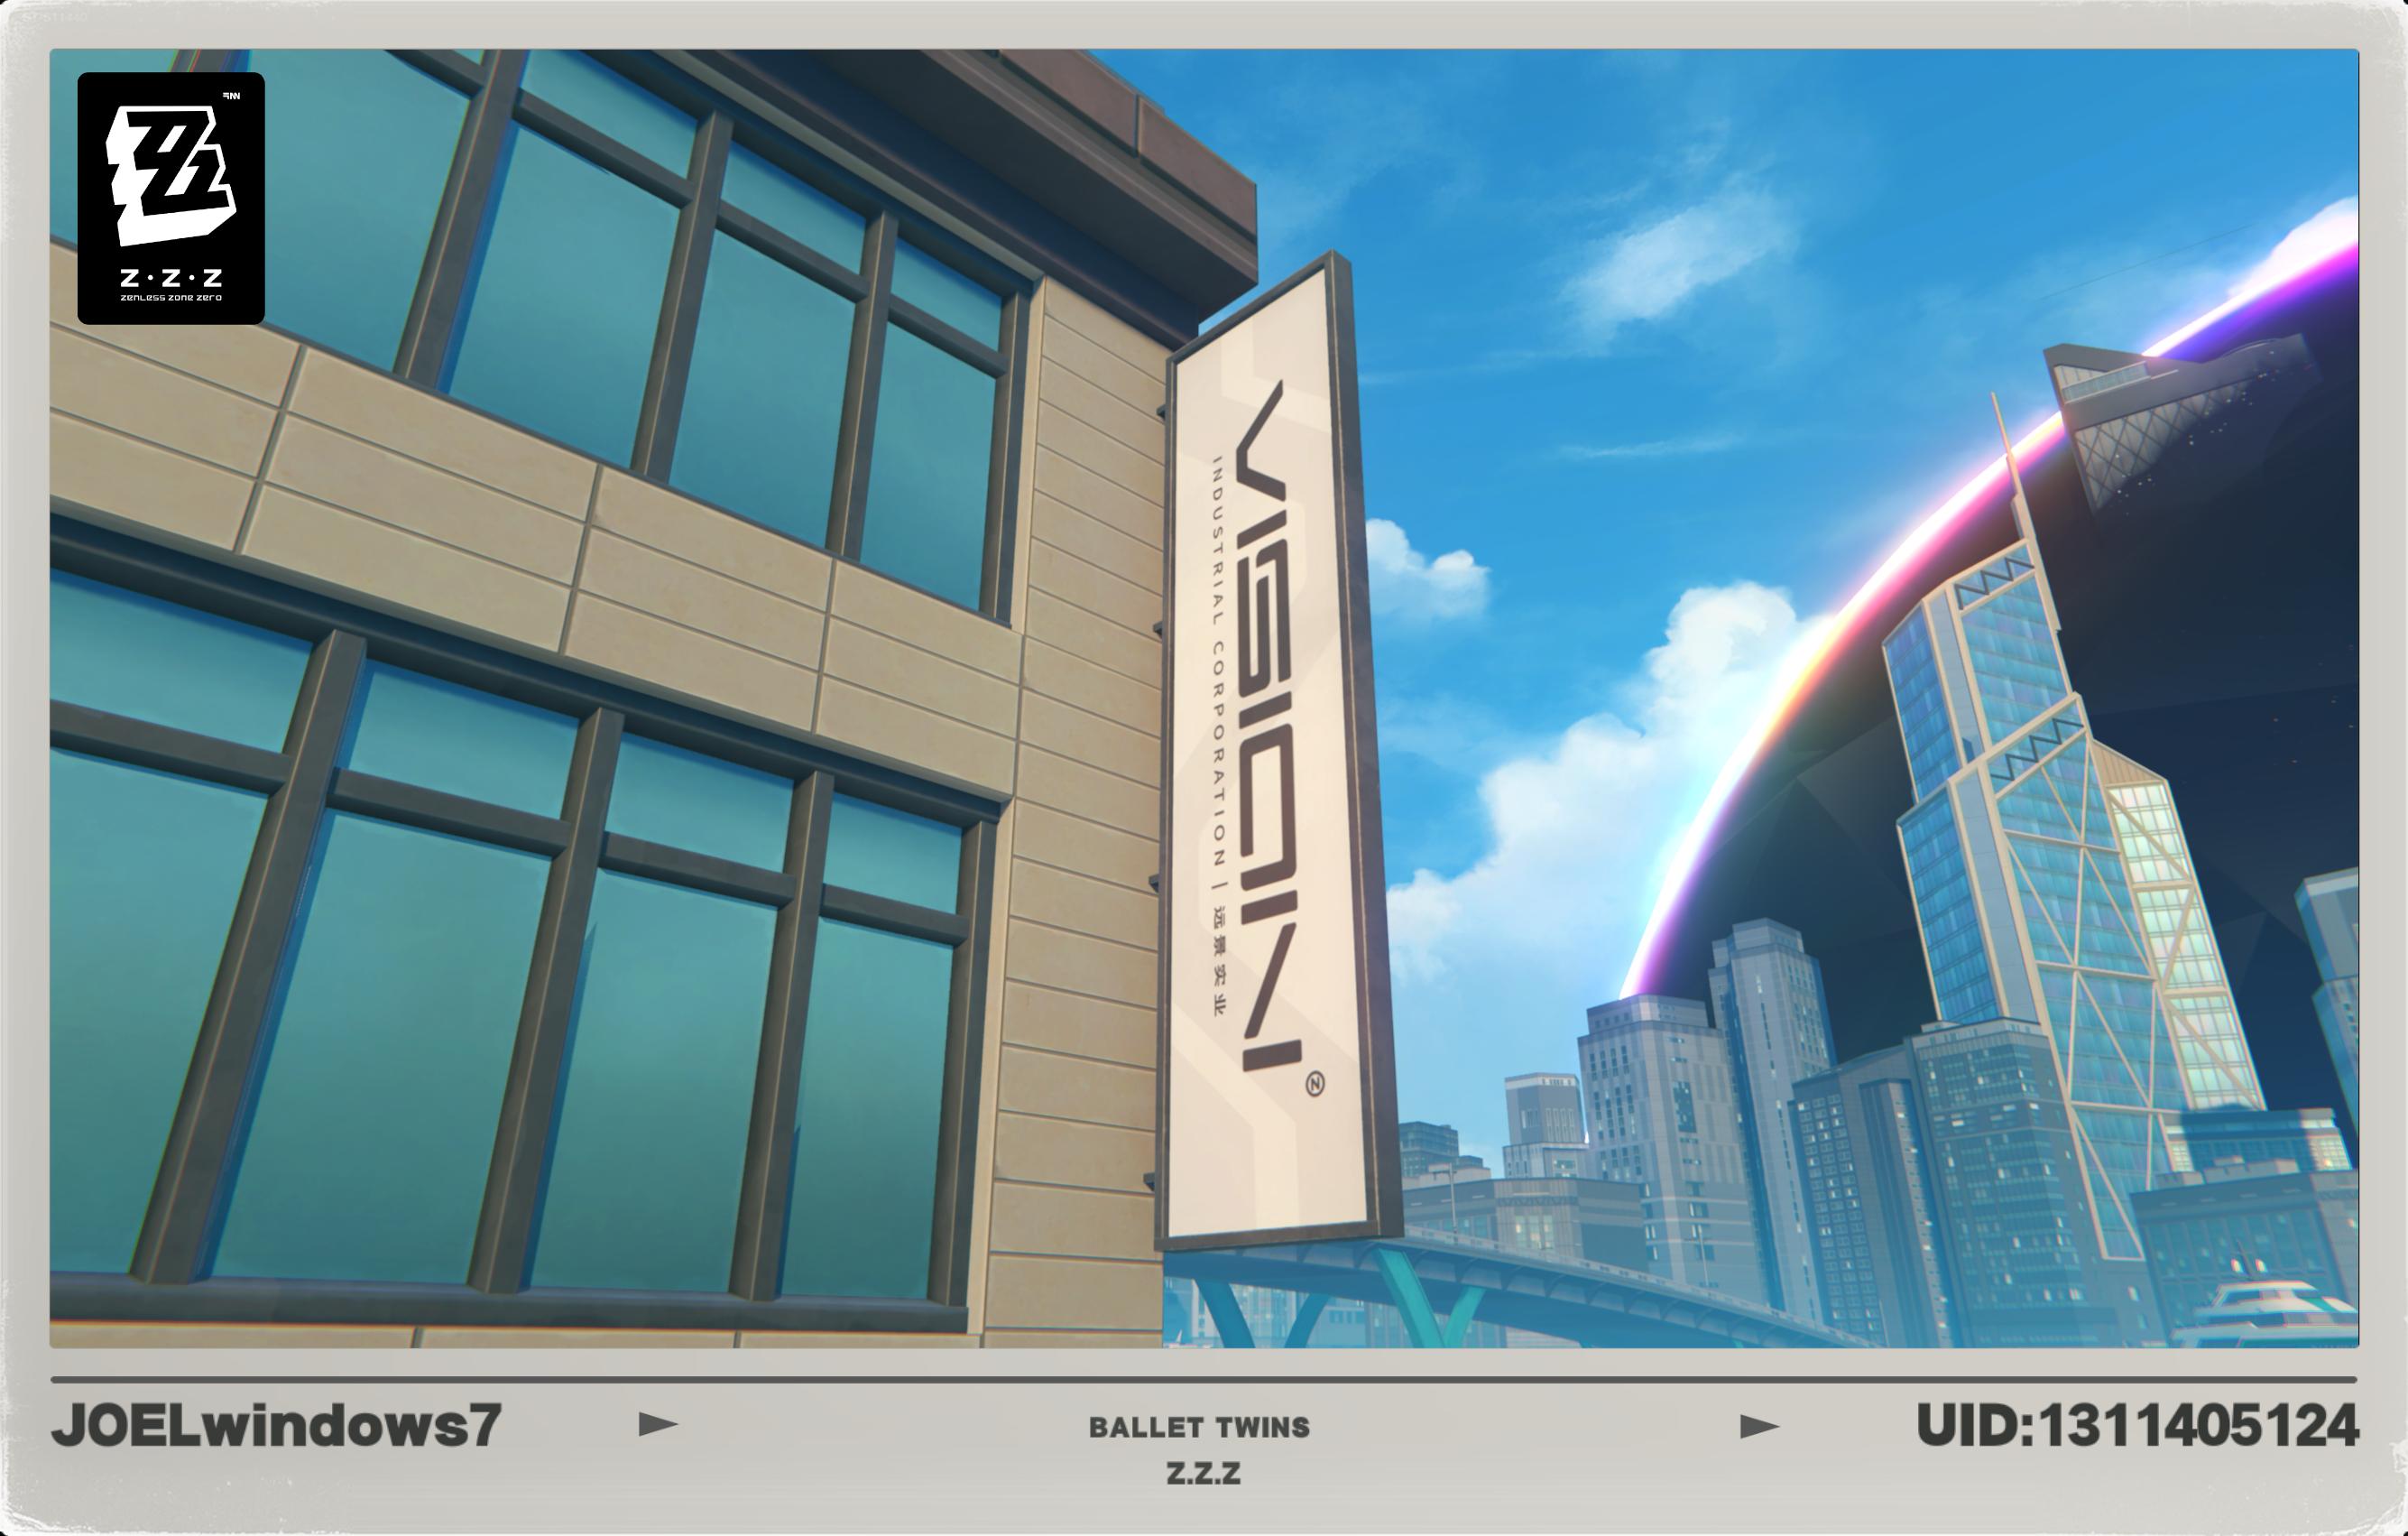 Z·Z·Z
ZENLESS ZONE ZERO
VISION
INDUSTRIAL CORPORATION | 远景实业
JOELwindows7
BALLET TWINS
Z.Z.Z
UID:1311405124